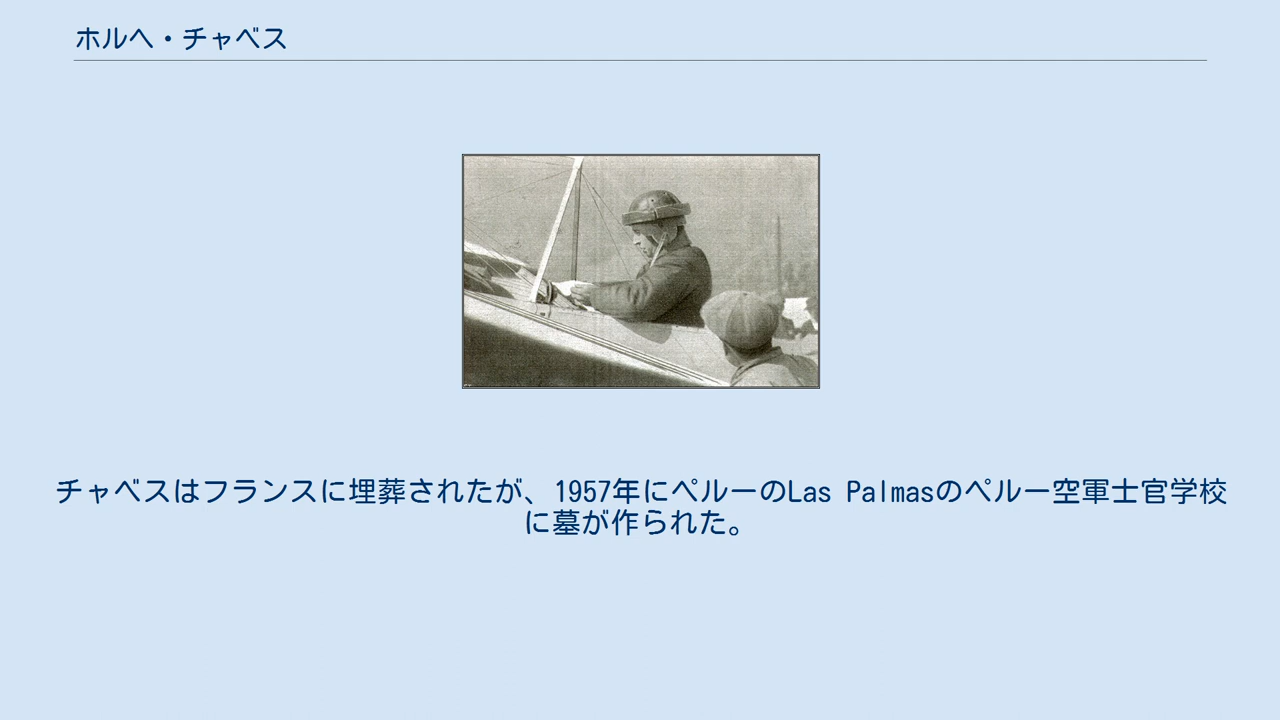 ホルヘ・チャベス
チャベスはフランスに埋葬されたが、1957年にペルーのLas Palmasのペルー空軍士官学校
に墓が作られた。